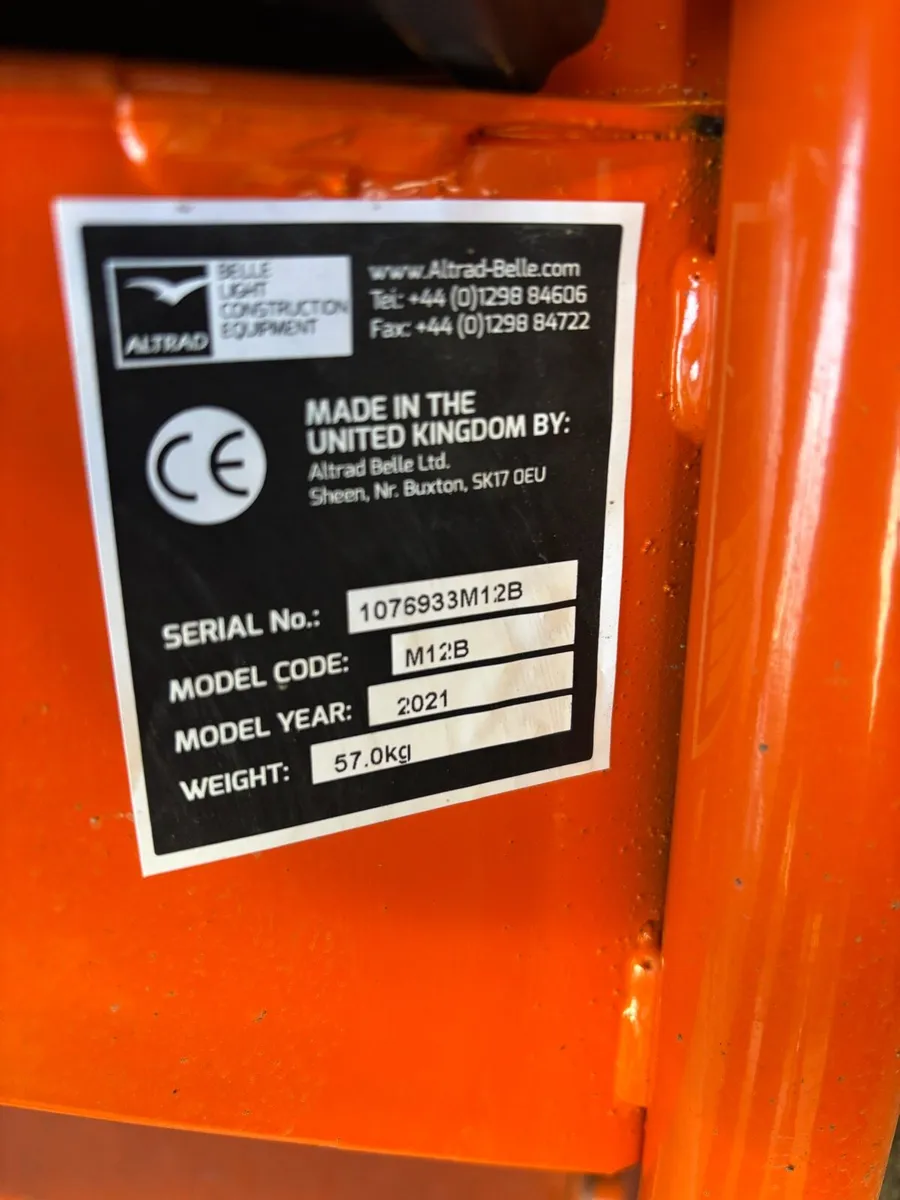 ALTRAD
BELLE
LIGHT
CONSTRUCTION
EQUIPMENT
www.Altrad-Belle.com
Tel: +44 (0)1298 84606
Fax: +44 (0)1298 84722
CE
MADE IN THE
UNITED KINGDOM BY:
Altrad Belle Ltd.
Sheen, Nr. Buxton, SK17 0EU
SERIAL No.: 1076933M12B
MODEL CODE: M12B
MODEL YEAR: 2021
WEIGHT: 57.0kg